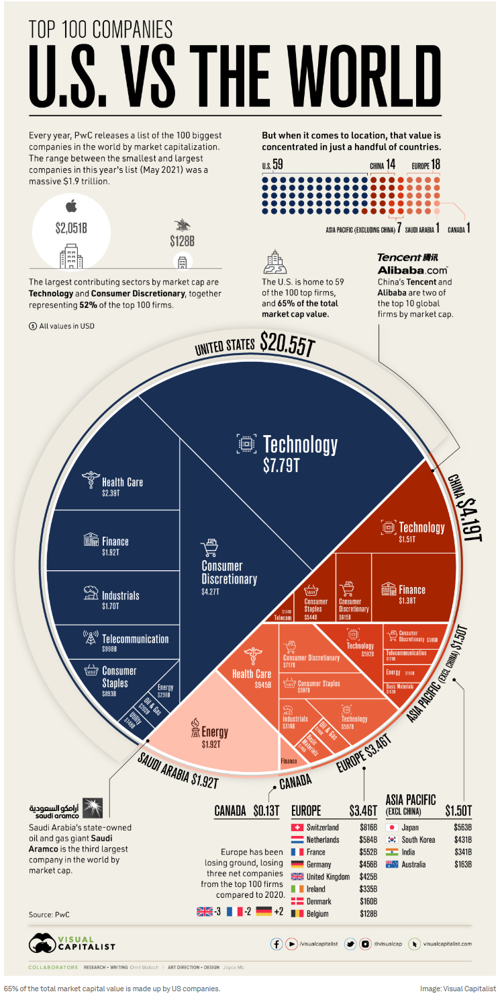 TOP 100 COMPANIES
U.S. VS THE WORLD
Every year, PwC releases a list of the 100 biggest
companies in the world by market capitalization.
The range between the smallest and largest
companies in this year's list (May 2021) was a
massive $1.9 trillion.
$2,051B
$128B
The largest contributing sectors by market cap are
Technology and Consumer Discretionary, together
representing 52% of the top 100 firms.
$ All values in USD
But when it comes to location, that value is
concentrated in just a handful of countries.
U.S. 59
CHINA 14
EUROPE 18
ASIA PACIFIC (EXCLUDING CHINA) 7
SAUDI ARABIA 1
CANADA 1
The U.S. is home to 59
of the 100 top firms,
and 65% of the total
market cap value.
Tencent 腾讯
Alibaba.com
China's Tencent and
Alibaba are two of
the top 10 global
firms by market cap.
UNITED STATES $20.55T
Technology
$7.79T
Health Care
$2.39T
Finance
$1.92T
Industrials
$1.70T
Telecommunication
$998B
Consumer
Staples
$893B
Consumer
Discretionary
$4.27T
Energy
$236B
Oil & Gas
$202B
Utility
CHINA $4.19T
Technology
$1.51T
Finance
$1.38T
Consumer
Discretionary
$615B
Consumer
Staples
$544B
Telecom
ASIA PACIFIC (EXCL CHINA) $1.50T
Technology
$592B
Consumer
Discretionary $386B
Telecommunication
Energy
Basic Materials
$163B
EUROPE $3.46T
Health Care
$945B
Consumer Discretionary
$717B
Consumer Staples
$597B
Industrials
$318B
Technology
$587B
Oil & Gas
Basic
Materials
CANADA
Finance
SAUDI ARABIA $1.92T
Energy
$1.92T
أرامكو السعودية
saudi aramco
Saudi Arabia's state-owned
oil and gas giant Saudi
Aramco is the third largest
company in the world by
market cap.
Source: PwC
CANADA $0.13T
Europe has been
losing ground, losing
three net companies
from the top 100 firms
compared to 2020.
-3 -2 +2
EUROPE $3.46T
Switzerland $816B
Netherlands $584B
France $552B
Germany $456B
United Kingdom $425B
Ireland $335B
Denmark $160B
Belgium $128B
ASIA PACIFIC
(EXCL CHINA) $1.50T
Japan $563B
South Korea $431B
India $341B
Australia $163B
VISUAL
CAPITALIST
/visualcapitalist
@visualcap
visualcapitalist.com
COLLABORATORS RESEARCH + WRITING Omri Wallach | ART DIRECTION + DESIGN Joyce Ma
65% of the total market capital value is made up by US companies.
Image: Visual Capitalist